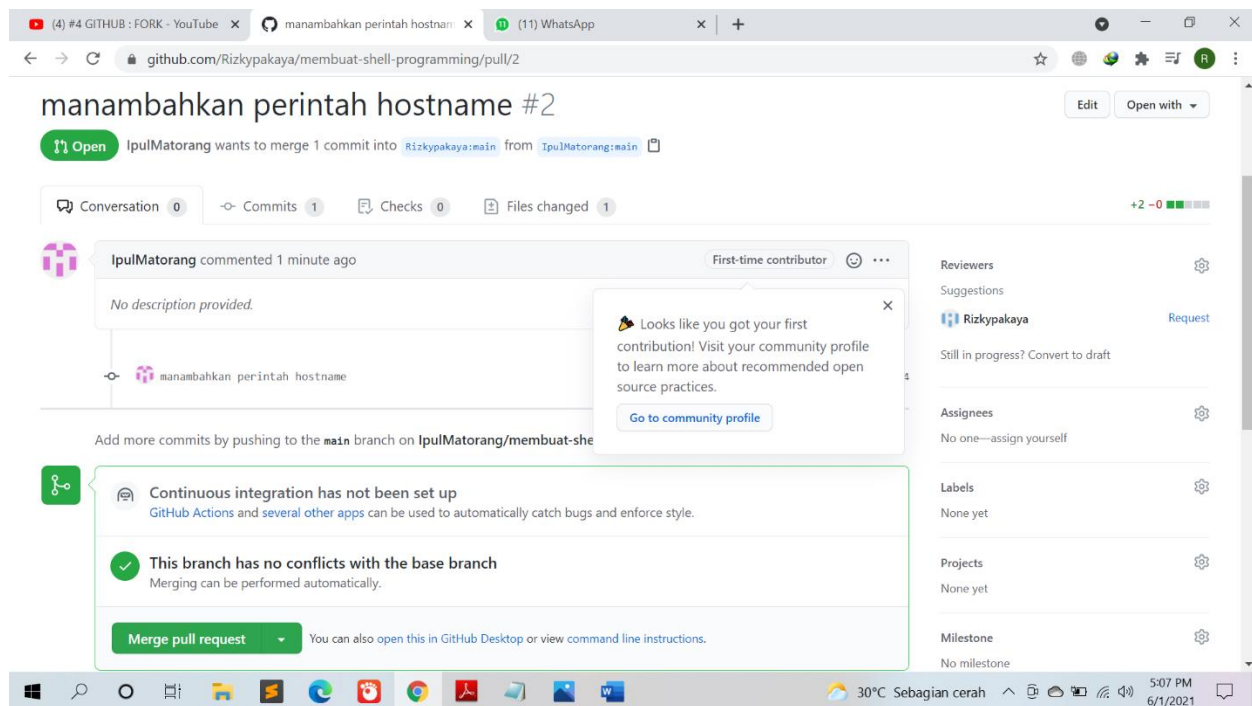 (4) #4 GITHUB : FORK - YouTube
manambahkan perintah hostnam
(11) WhatsApp
github.com/Rizkypakaya/membuat-shell-programming/pull/2
R
manambahkan perintah hostname #2
Edit
Open with
Open
IpulMatorang wants to merge 1 commit into Rizkypakaya:main from IpulMatorang:main
Conversation 0
Commits 1
Checks 0
Files changed 1
+2 −0
IpulMatorang commented 1 minute ago
First-time contributor
No description provided.
Looks like you got your first
contribution! Visit your community profile
to learn more about recommended open
source practices.
Go to community profile
manambahkan perintah hostname
4
Add more commits by pushing to the main branch on IpulMatorang/membuat-she
Continuous integration has not been set up
GitHub Actions and several other apps can be used to automatically catch bugs and enforce style.
This branch has no conflicts with the base branch
Merging can be performed automatically.
Merge pull request
You can also open this in GitHub Desktop or view command line instructions.
Reviewers
Suggestions
Rizkypakaya
Request
Still in progress? Convert to draft
Assignees
No one—assign yourself
Labels
None yet
Projects
None yet
Milestone
No milestone
30°C Sebagian cerah
5:07 PM
6/1/2021